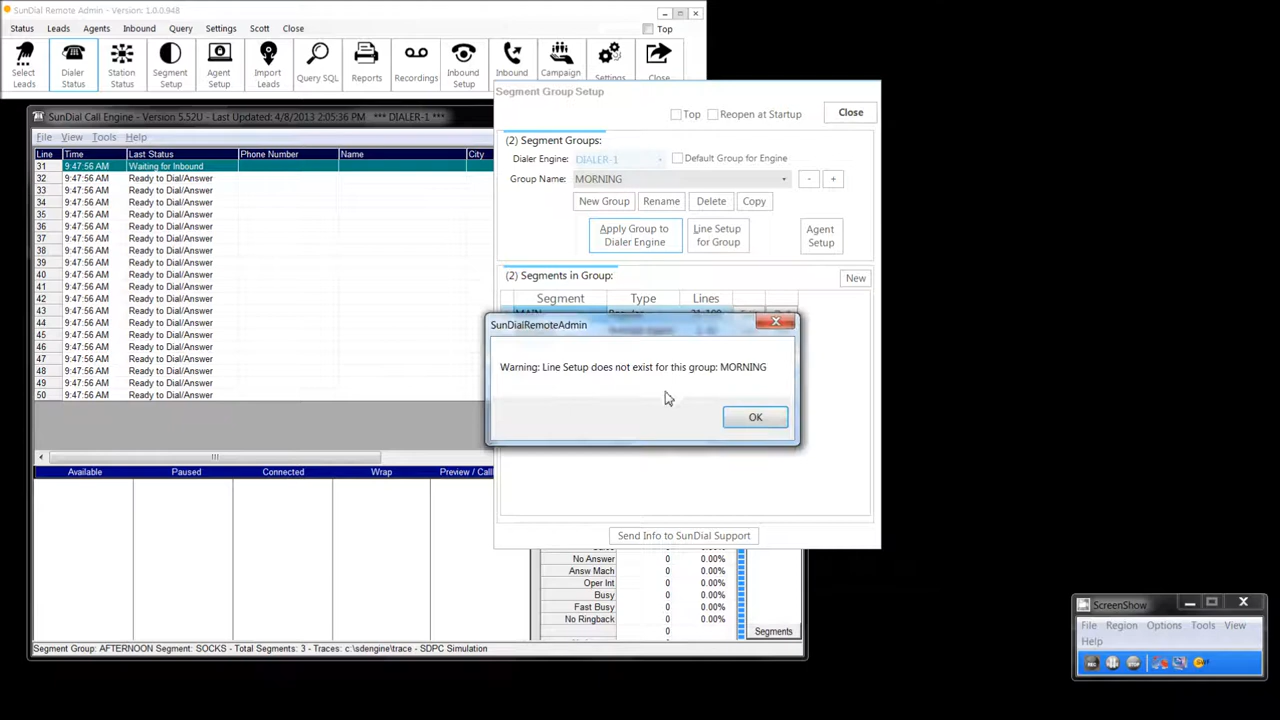 SunDial Remote Admin - Version: 1.0.0.948
Status Leads Agents Inbound Query Settings Scott Close
Top
Select Leads
Dialer Status
Station Status
Segment Setup
Agent Setup
Import Leads
Query SQL
Reports
Recordings
Inbound Setup
Inbound
Campaign
Settings
Close
Segment Group Setup
Top Reopen at Startup Close
(2) Segment Groups:
Dialer Engine: DIALER-1 Default Group for Engine
Group Name: MORNING - +
New Group Rename Delete Copy
Apply Group to Dialer Engine
Line Setup for Group
Agent Setup
(2) Segments in Group: New
Segment Type Lines
SunDialRemoteAdmin
Warning: Line Setup does not exist for this group: MORNING
OK
Send Info to SunDial Support
SunDial Call Engine - Version 5.52U - Last Updated: 4/8/2013 2:05:36 PM *** DIALER-1 ***
File View Tools Help
Line Time Last Status Phone Number Name City
31 9:47:56 AM Waiting for Inbound
32 9:47:56 AM Ready to Dial/Answer
33 9:47:56 AM Ready to Dial/Answer
34 9:47:56 AM Ready to Dial/Answer
35 9:47:56 AM Ready to Dial/Answer
36 9:47:56 AM Ready to Dial/Answer
37 9:47:56 AM Ready to Dial/Answer
38 9:47:56 AM Ready to Dial/Answer
39 9:47:56 AM Ready to Dial/Answer
40 9:47:56 AM Ready to Dial/Answer
41 9:47:56 AM Ready to Dial/Answer
42 9:47:56 AM Ready to Dial/Answer
43 9:47:56 AM Ready to Dial/Answer
44 9:47:56 AM Ready to Dial/Answer
45 9:47:56 AM Ready to Dial/Answer
46 9:47:56 AM Ready to Dial/Answer
47 9:47:56 AM Ready to Dial/Answer
48 9:47:56 AM Ready to Dial/Answer
49 9:47:56 AM Ready to Dial/Answer
50 9:47:56 AM Ready to Dial/Answer
Available Paused Connected Wrap Preview / Call
No Answer 0 0.00%
Answ Mach 0 0.00%
Oper Int 0 0.00%
Busy 0 0.00%
Fast Busy 0 0.00%
No Ringback 0 0.00%
0
Segments
Segment Group: AFTERNOON Segment: SOCKS - Total Segments: 3 - Traces: c:\sdengine\trace - SDPC Simulation
ScreenShow
File Region Options Tools View
Help
REC
GWF